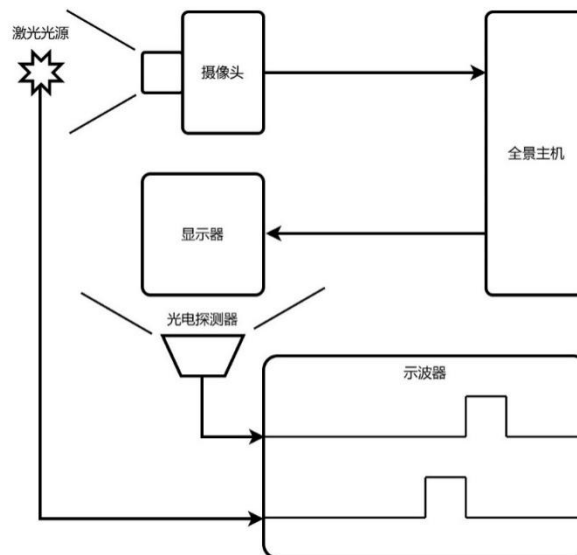 激光光源
摄像头
全景主机
显示器
光电探测器
示波器